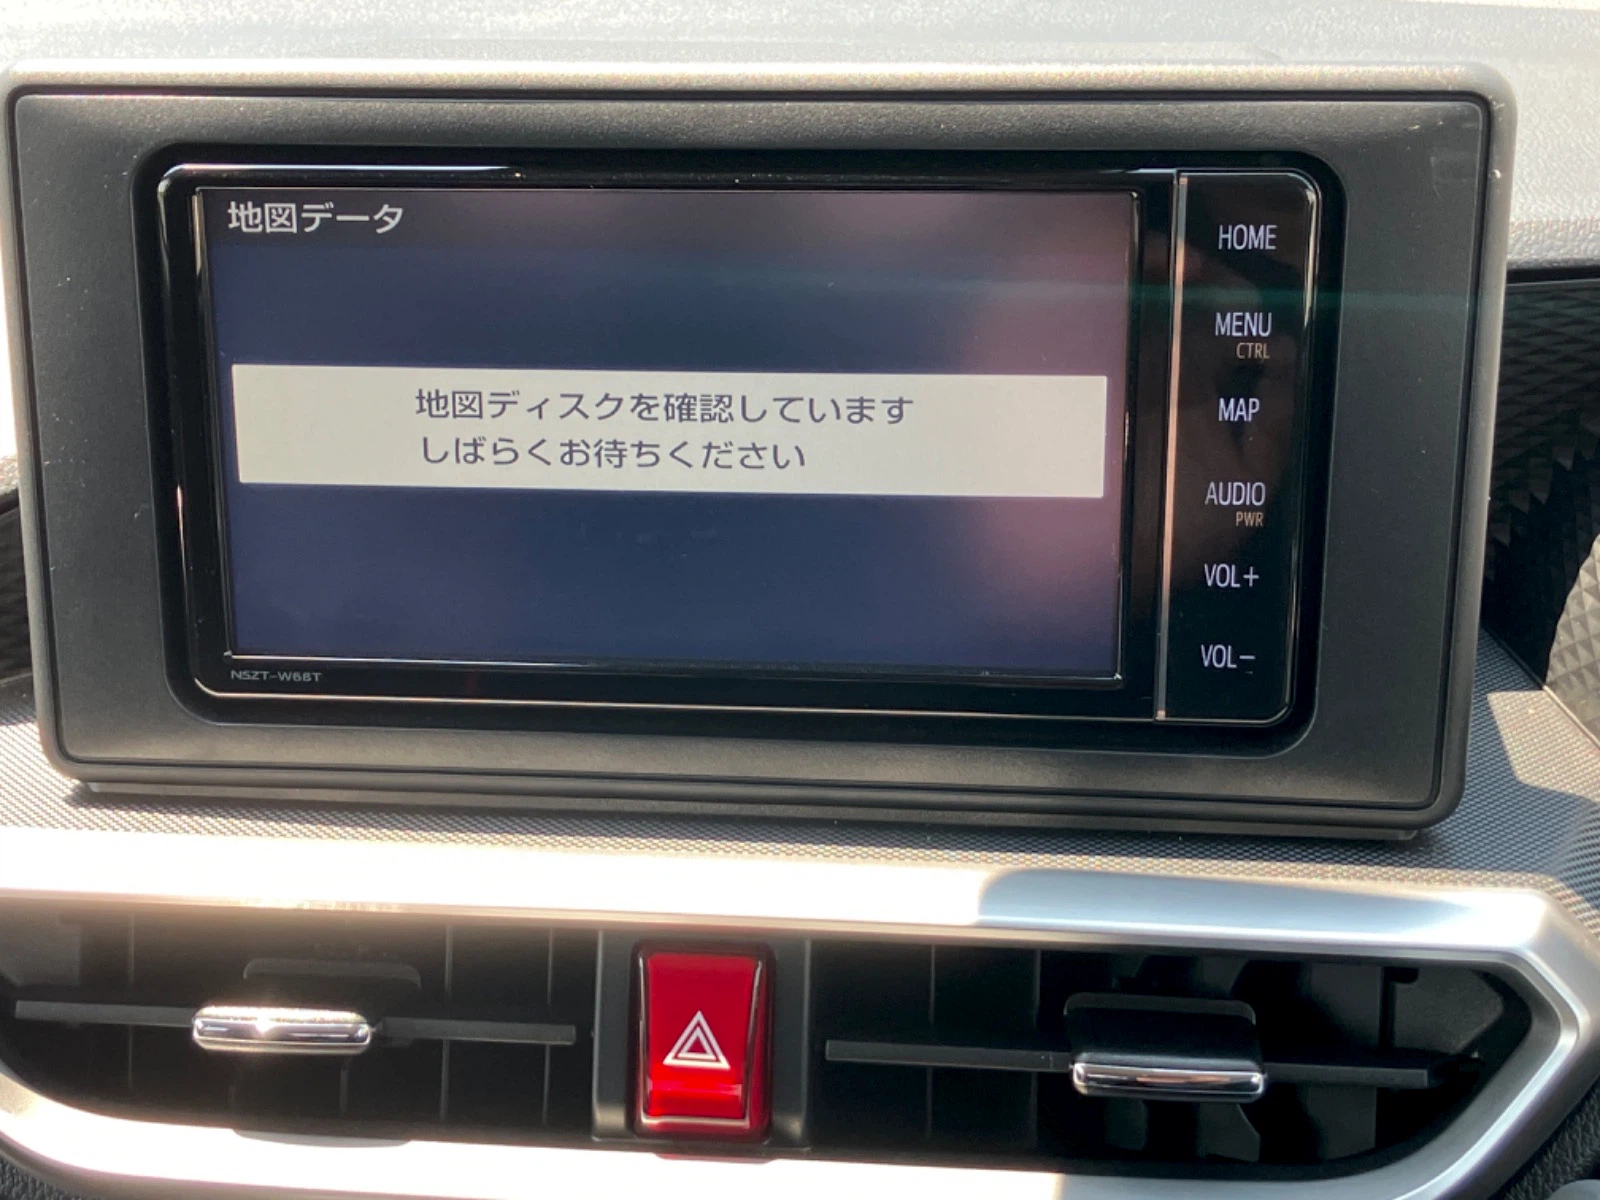 地図データ
地図ディスクを確認しています
しばらくお待ちください
HOME
MENU
CTRL
MAP
AUDIO
PWR
VOL+
VOL-
NSZT-W68T